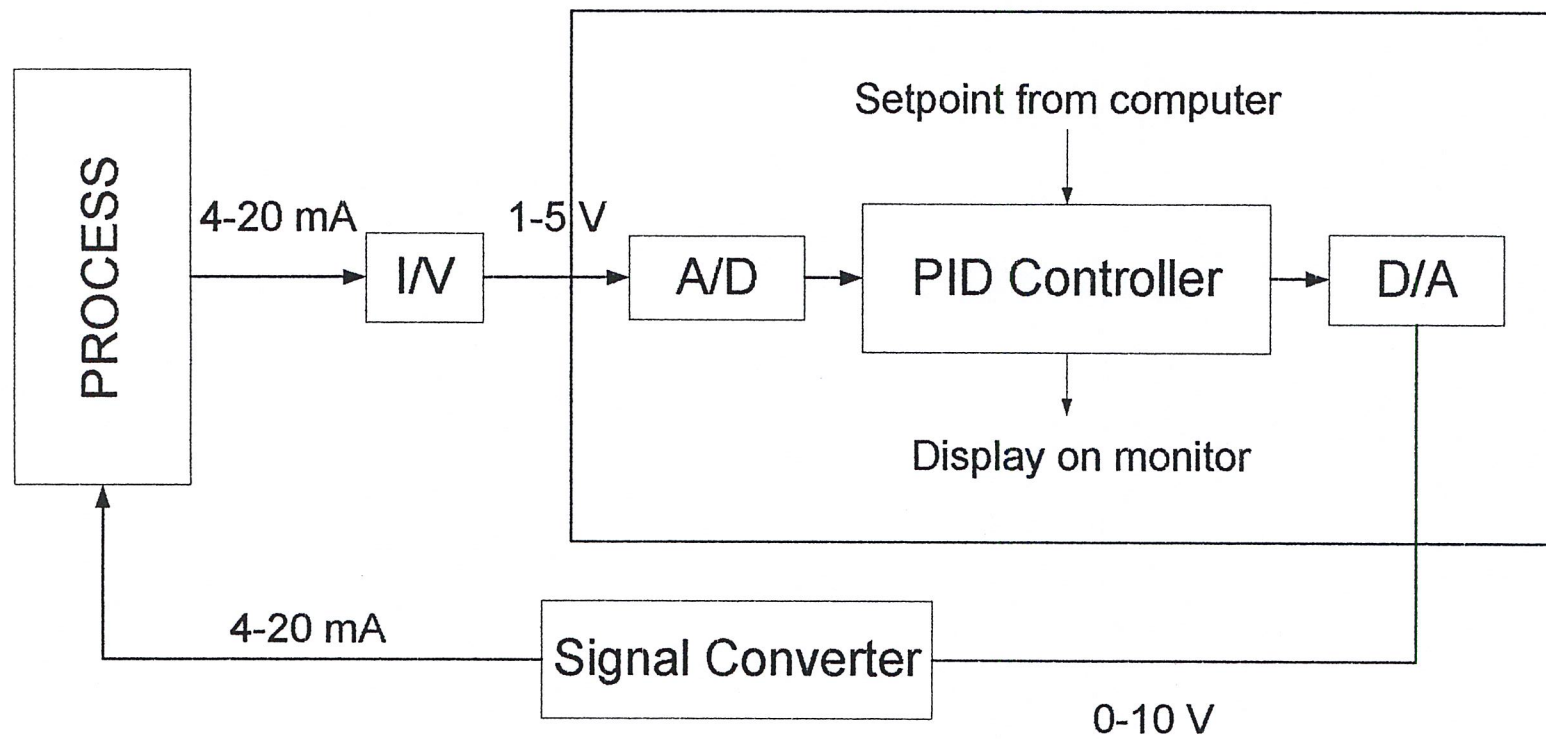 Setpoint from computer
PROCESS
4-20 mA
1-5 V
I/V
A/D
PID Controller
D/A
Display on monitor
4-20 mA
Signal Converter
0-10 V